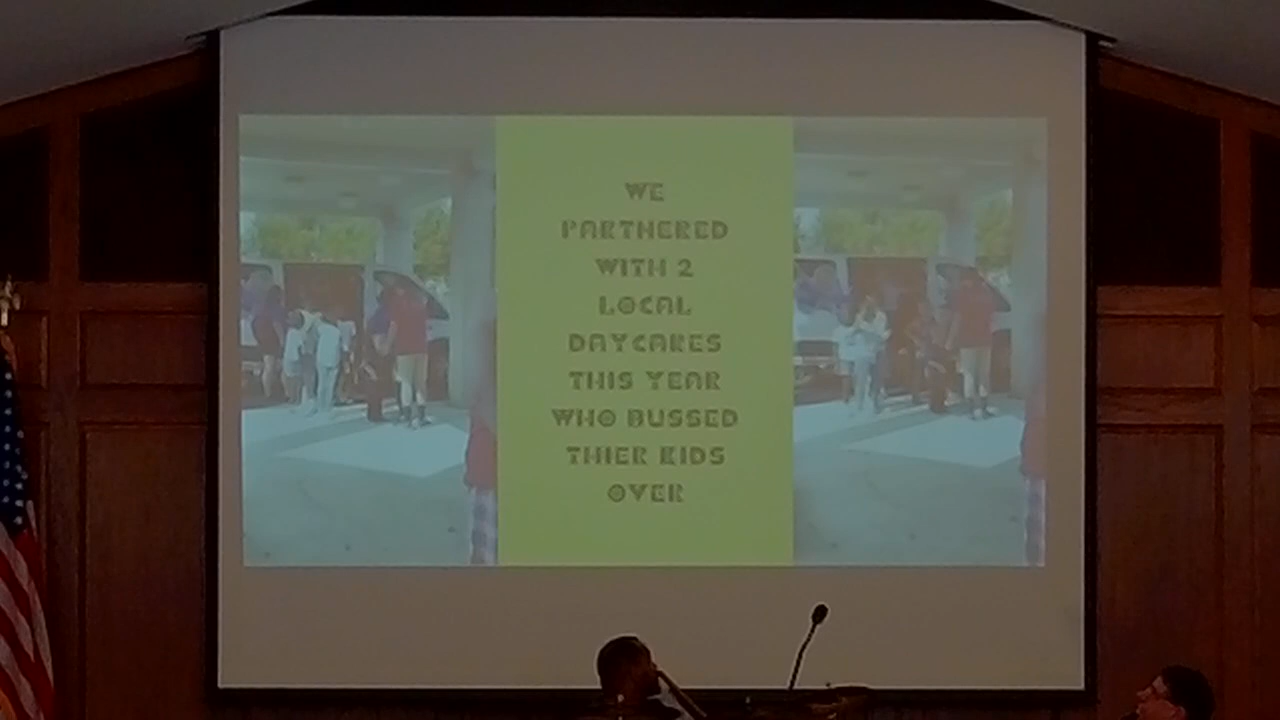 WE
PARTNERED
WITH 2
LOCAL
DAYCARES
THIS YEAR
WHO BUSSED
THIER KIDS
OVER